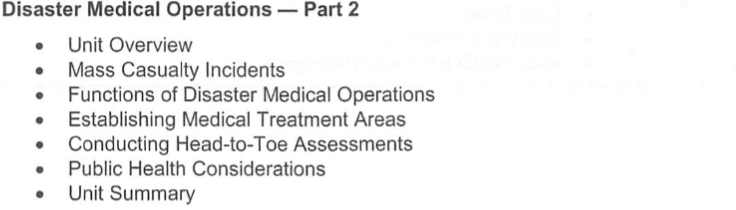 Disaster Medical Operations — Part 2
• Unit Overview
• Mass Casualty Incidents
• Functions of Disaster Medical Operations
• Establishing Medical Treatment Areas
• Conducting Head-to-Toe Assessments
• Public Health Considerations
• Unit Summary